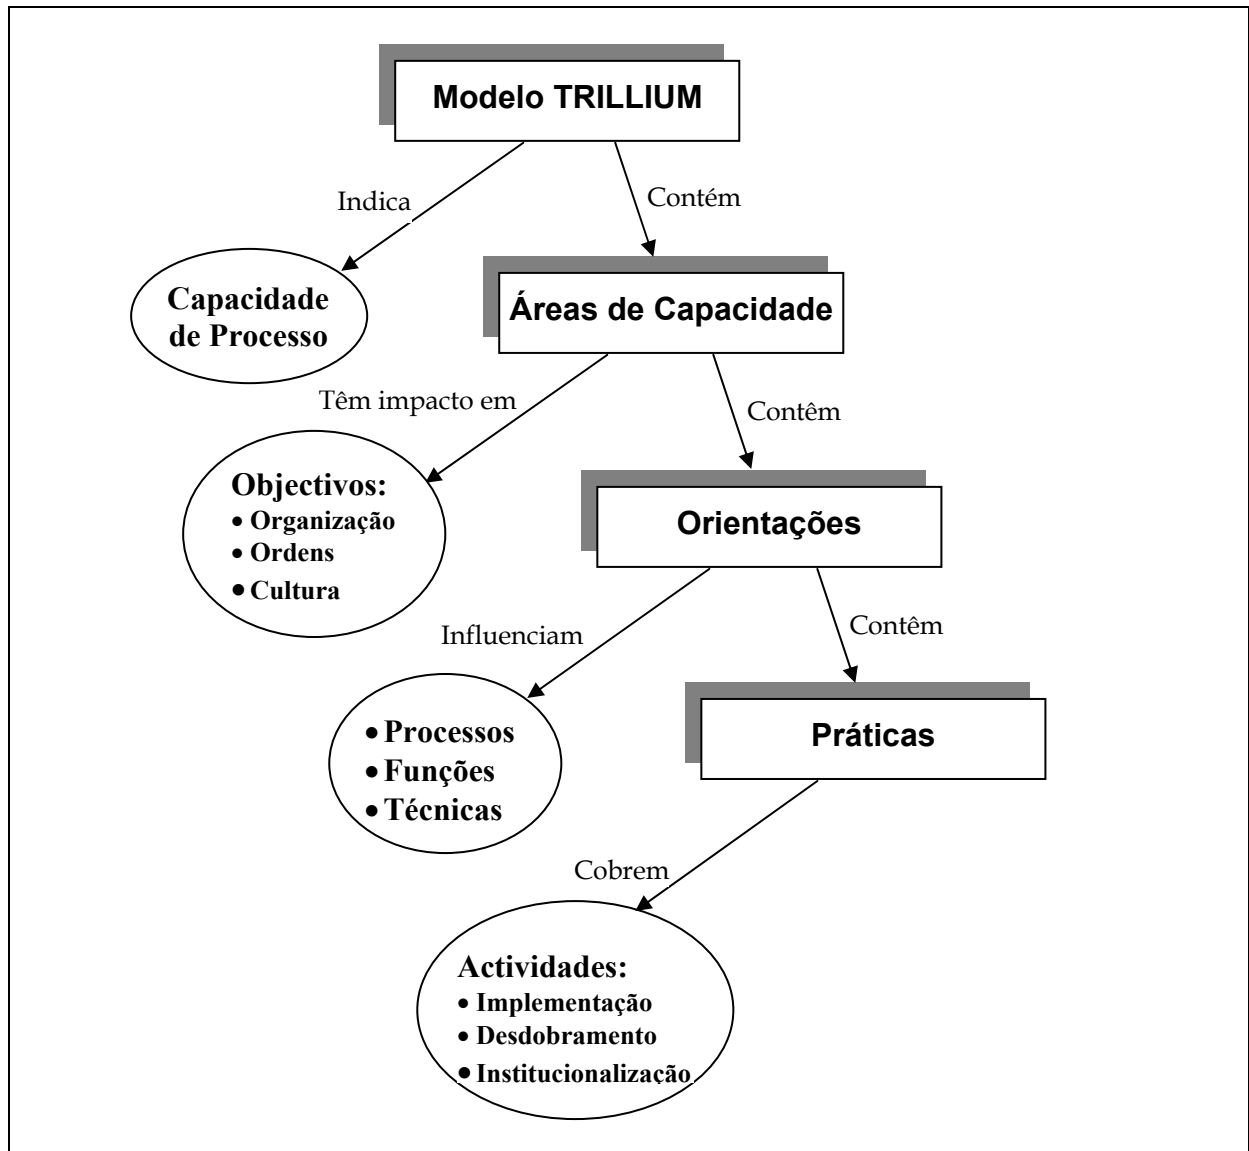 Modelo TRILLIUM
Indica
Contém
Capacidade
de Processo
Áreas de Capacidade
Têm impacto em
Contêm
Objectivos:
• Organização
• Ordens
• Cultura
Orientações
Influenciam
Contêm
• Processos
• Funções
• Técnicas
Práticas
Cobrem
Actividades:
• Implementação
• Desdobramento
• Institucionalização